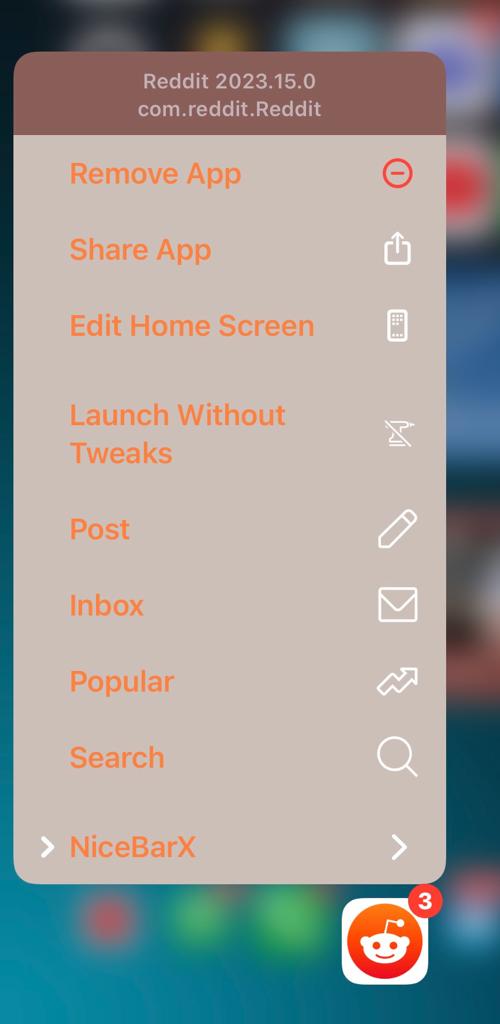 Reddit 2023.15.0
com.reddit.Reddit
Remove App
Share App
Edit Home Screen
Launch Without
Tweaks
Post
Inbox
Popular
Search
NiceBarX
3